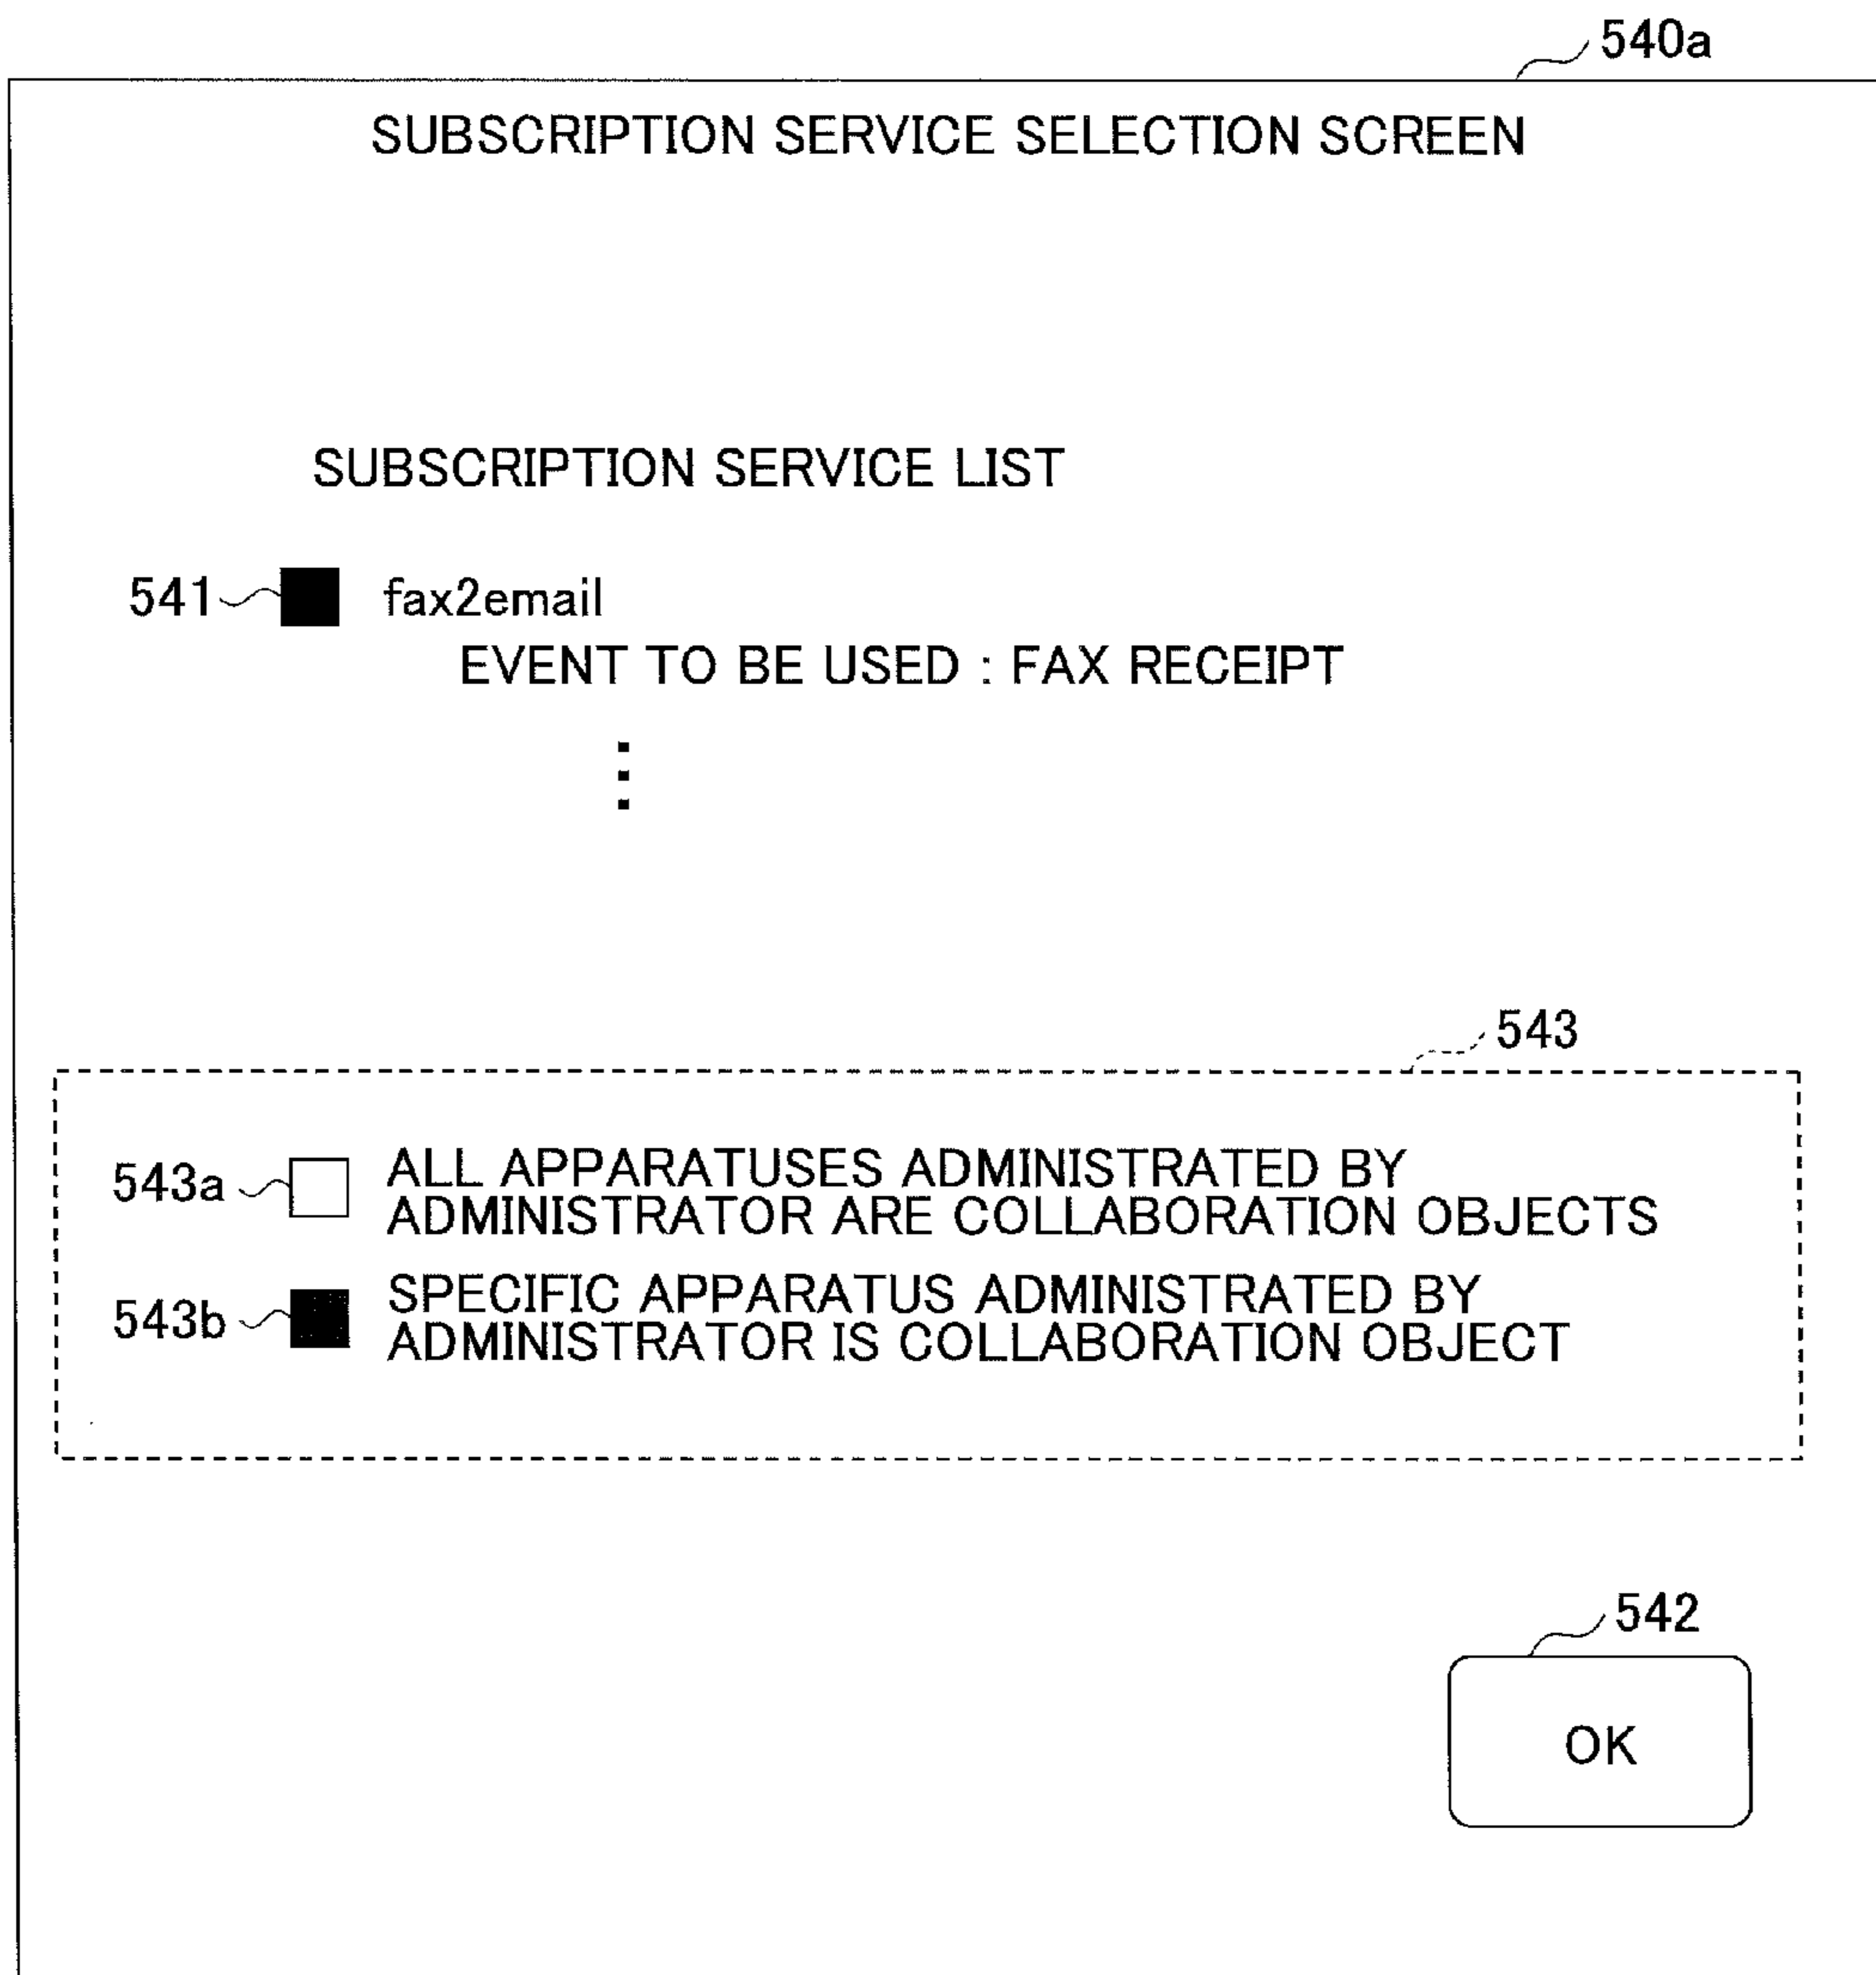 540a
SUBSCRIPTION SERVICE SELECTION SCREEN
SUBSCRIPTION SERVICE LIST
541 fax2email
EVENT TO BE USED : FAX RECEIPT
543
543a ALL APPARATUSES ADMINISTRATED BY
ADMINISTRATOR ARE COLLABORATION OBJECTS
543b SPECIFIC APPARATUS ADMINISTRATED BY
ADMINISTRATOR IS COLLABORATION OBJECT
542
OK